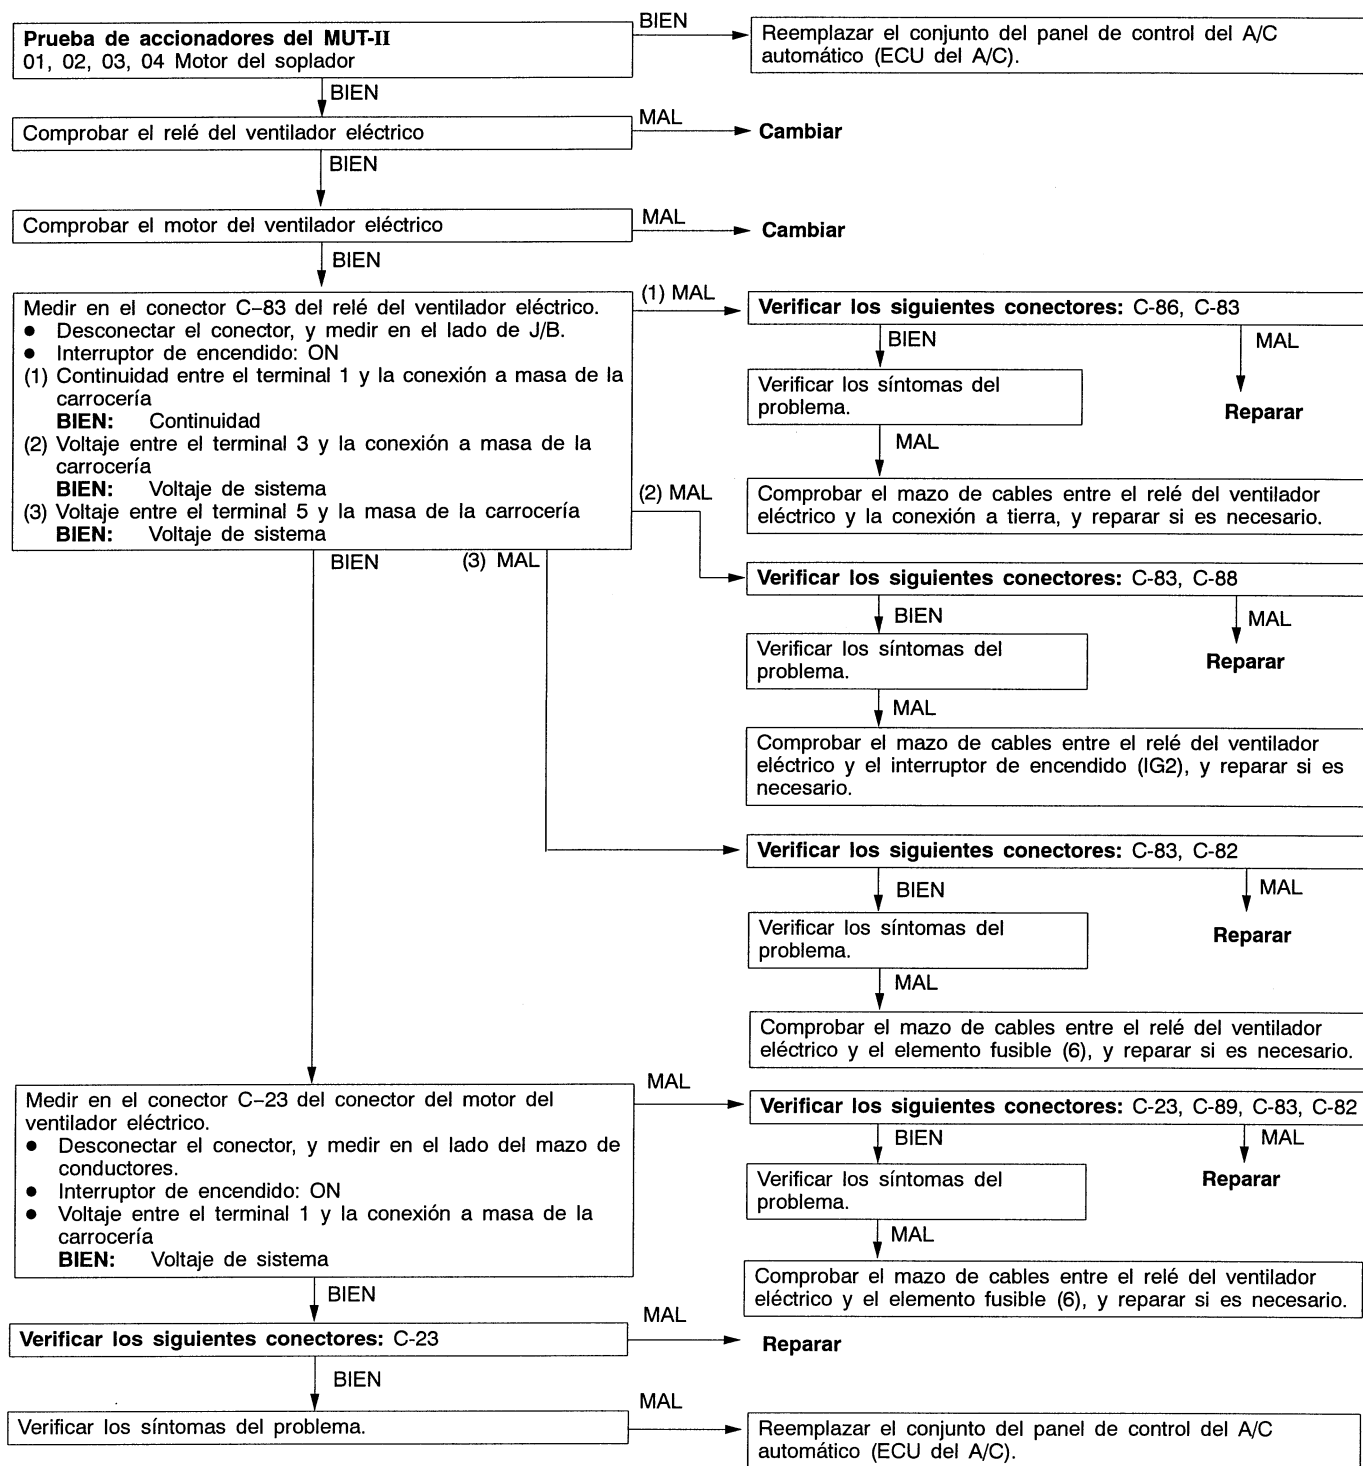 Prueba de accionadores del MUT-II
01, 02, 03, 04 Motor del soplador
BIEN
Reemplazar el conjunto del panel de control del A/C
automático (ECU del A/C).
BIEN
Comprobar el relé del ventilador eléctrico
MAL
Cambiar
BIEN
Comprobar el motor del ventilador eléctrico
MAL
Cambiar
BIEN
Medir en el conector C-83 del relé del ventilador eléctrico.
● Desconectar el conector, y medir en el lado de J/B.
● Interruptor de encendido: ON
(1) Continuidad entre el terminal 1 y la conexión a masa de la
carrocería
BIEN: Continuidad
(2) Voltaje entre el terminal 3 y la conexión a masa de la
carrocería
BIEN: Voltaje de sistema
(3) Voltaje entre el terminal 5 y la masa de la carrocería
BIEN: Voltaje de sistema
(1) MAL
Verificar los siguientes conectores: C-86, C-83
BIEN
MAL
Verificar los síntomas del
problema.
Reparar
MAL
Comprobar el mazo de cables entre el relé del ventilador
eléctrico y la conexión a tierra, y reparar si es necesario.
(2) MAL
Verificar los siguientes conectores: C-83, C-88
BIEN
MAL
Verificar los síntomas del
problema.
Reparar
MAL
Comprobar el mazo de cables entre el relé del ventilador
eléctrico y el interruptor de encendido (IG2), y reparar si es
necesario.
BIEN
(3) MAL
Verificar los siguientes conectores: C-83, C-82
BIEN
MAL
Verificar los síntomas del
problema.
Reparar
MAL
Comprobar el mazo de cables entre el relé del ventilador
eléctrico y el elemento fusible (6), y reparar si es necesario.
Medir en el conector C-23 del conector del motor del
ventilador eléctrico.
● Desconectar el conector, y medir en el lado del mazo de
conductores.
● Interruptor de encendido: ON
● Voltaje entre el terminal 1 y la conexión a masa de la
carrocería
BIEN: Voltaje de sistema
MAL
Verificar los siguientes conectores: C-23, C-89, C-83, C-82
BIEN
MAL
Verificar los síntomas del
problema.
Reparar
MAL
Comprobar el mazo de cables entre el relé del ventilador
eléctrico y el elemento fusible (6), y reparar si es necesario.
BIEN
Verificar los siguientes conectores: C-23
MAL
Reparar
BIEN
Verificar los síntomas del problema.
MAL
Reemplazar el conjunto del panel de control del A/C
automático (ECU del A/C).